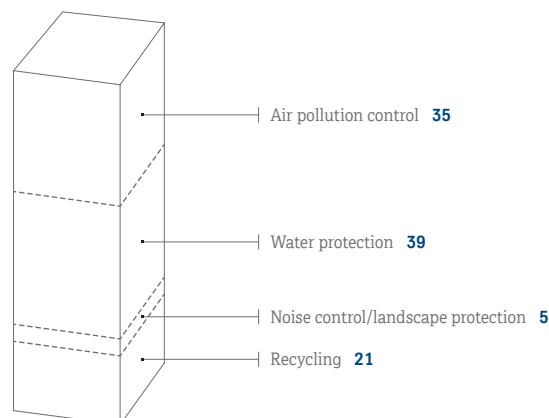 Air pollution control 35
Water protection 39
Noise control/landscape protection 5
Recycling 21